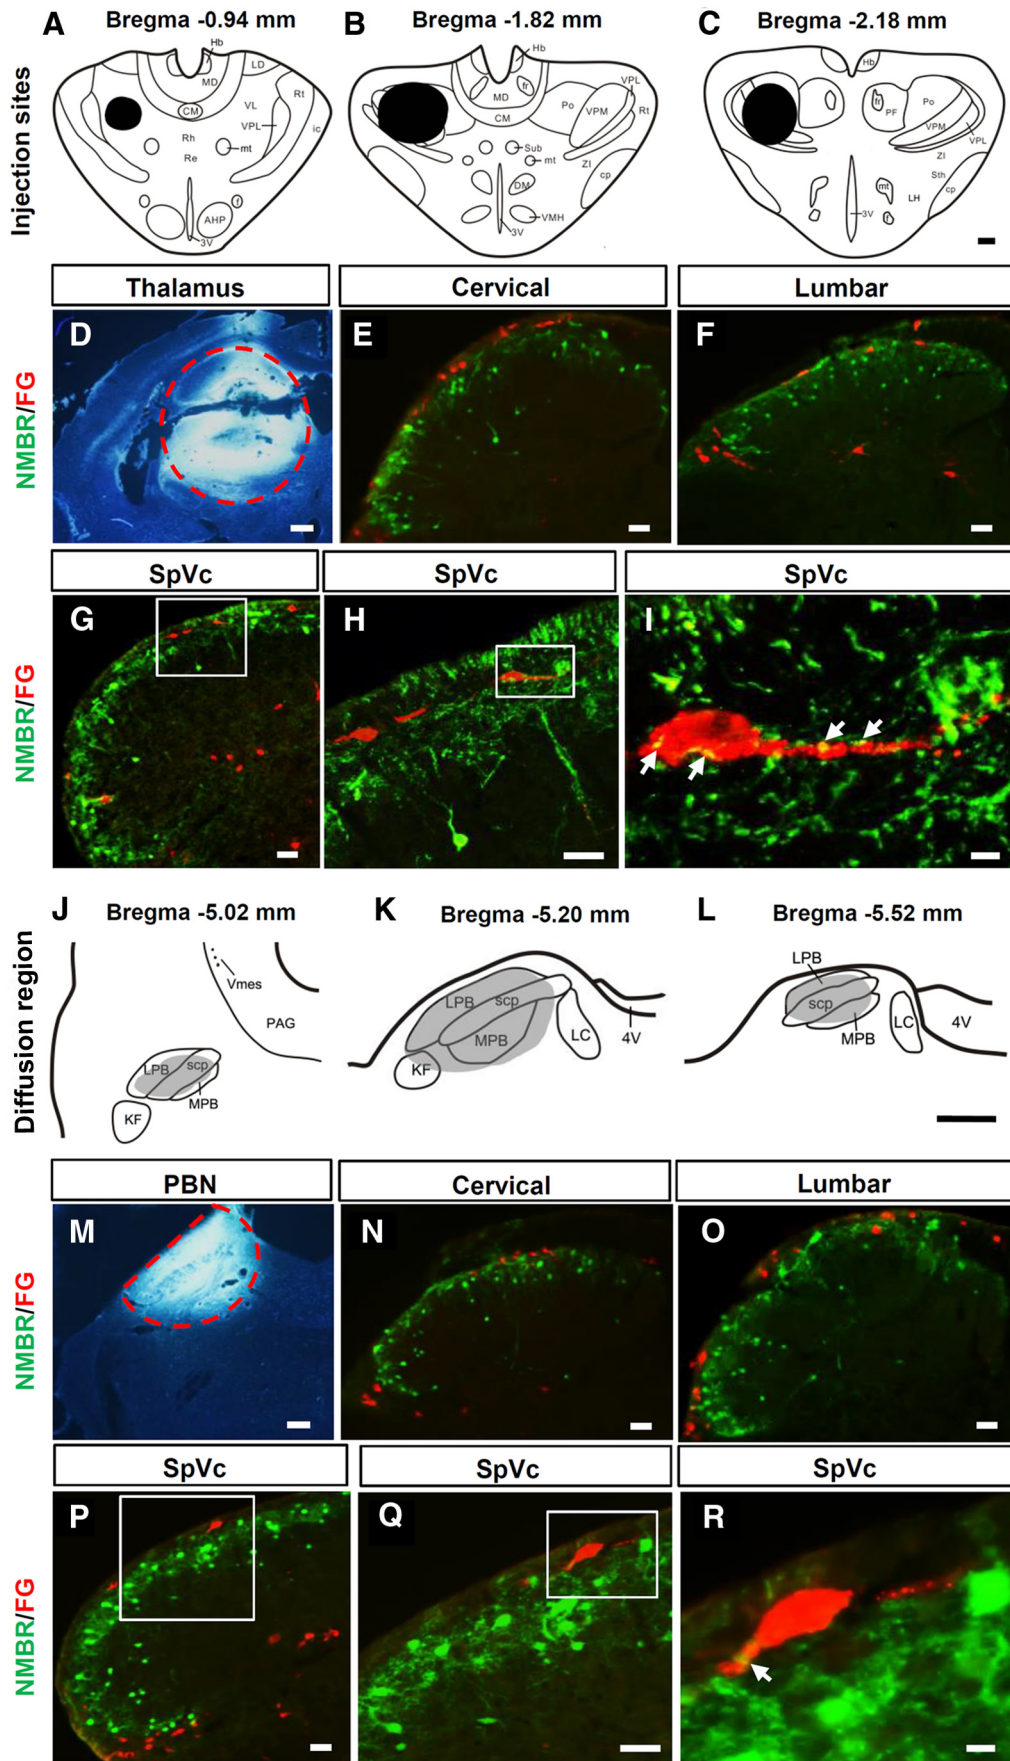 A Bregma -0.94 mm
B Bregma -1.82 mm
C Bregma -2.18 mm
Injection sites
Hb
LD
MD
Rt
CM
VL
VPL
ic
Rh
mt
Re
f
AHP
3V
Hb
VPL
fr
MD
Po
VPM
Rt
CM
Sub
mt
ZI
cp
DM
VMH
3V
Hb
fr
PF
Po
VPM
VPL
ZI
Sth
cp
mt
LH
3V
f
Thalamus
Cervical
Lumbar
NMBR/FG
D
E
F
SpVc
SpVc
SpVc
NMBR/FG
G
H
I
J Bregma -5.02 mm
K Bregma -5.20 mm
L Bregma -5.52 mm
Diffusion region
Vmes
PAG
LPB
scp
MPB
KF
LPB
scp
MPB
LC
4V
KF
LPB
scp
MPB
LC
4V
PBN
Cervical
Lumbar
NMBR/FG
M
N
O
SpVc
SpVc
SpVc
NMBR/FG
P
Q
R